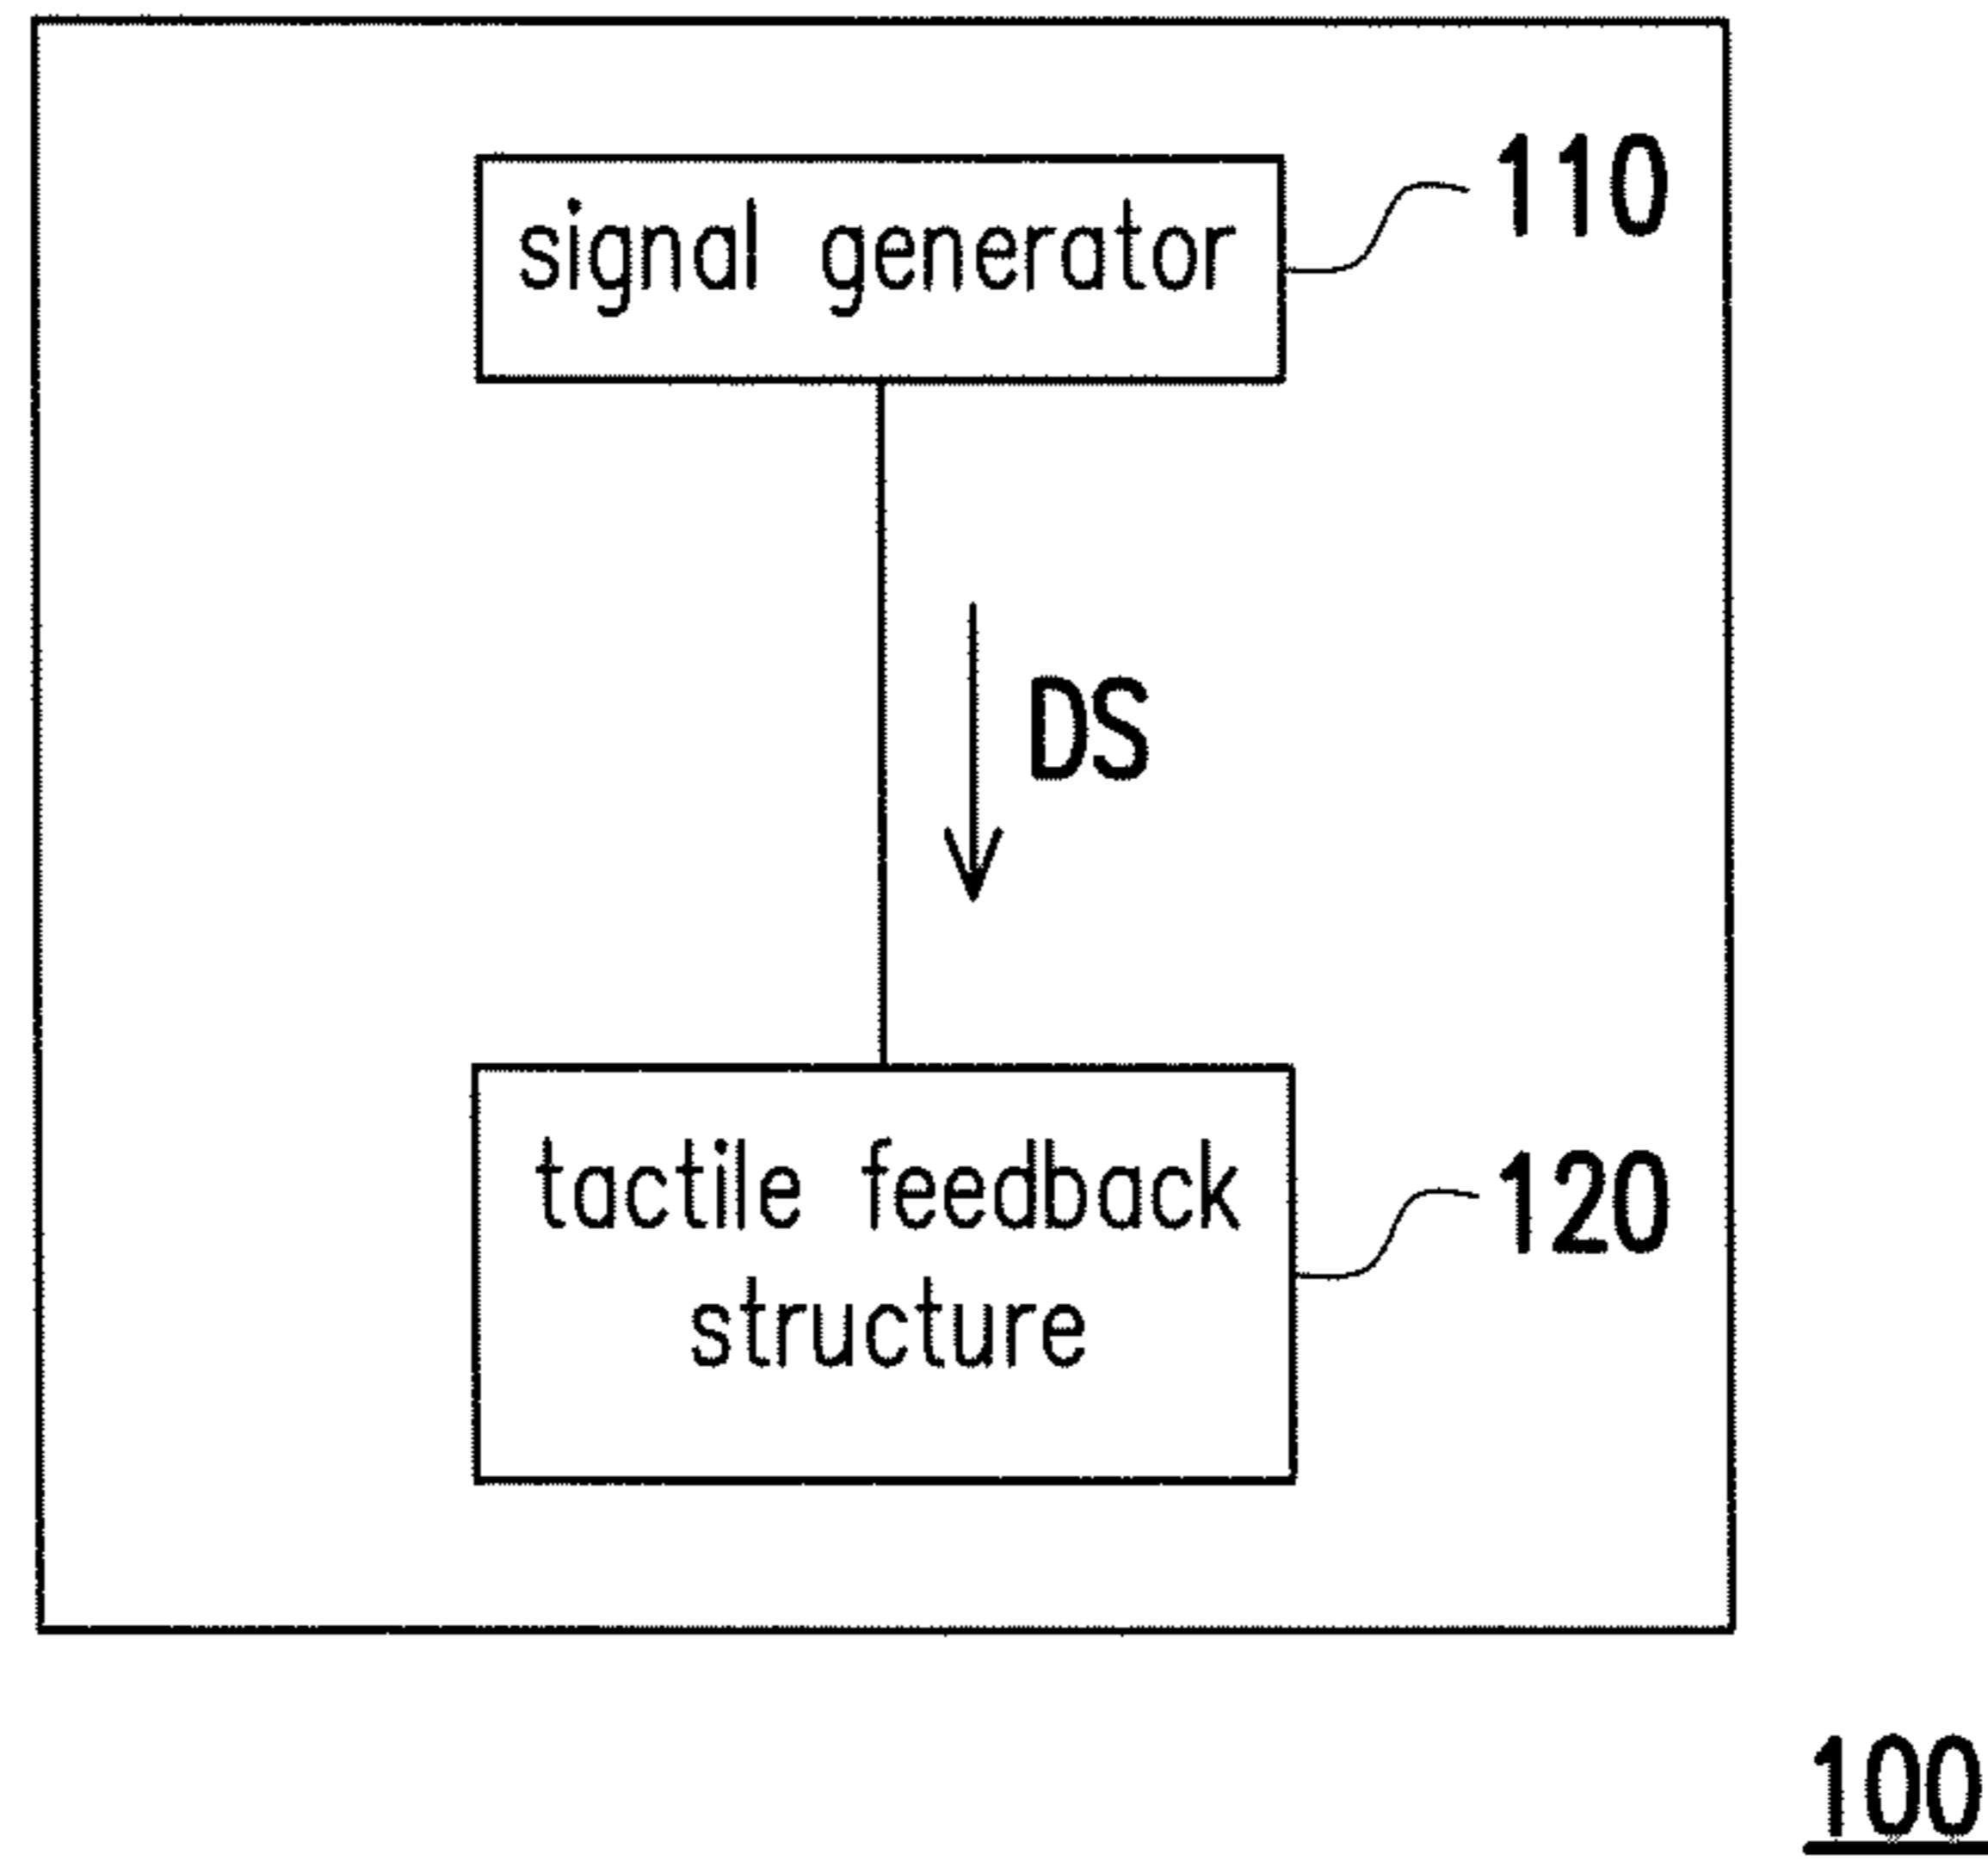 signal generator
110
DS
tactile feedback
structure
120
100